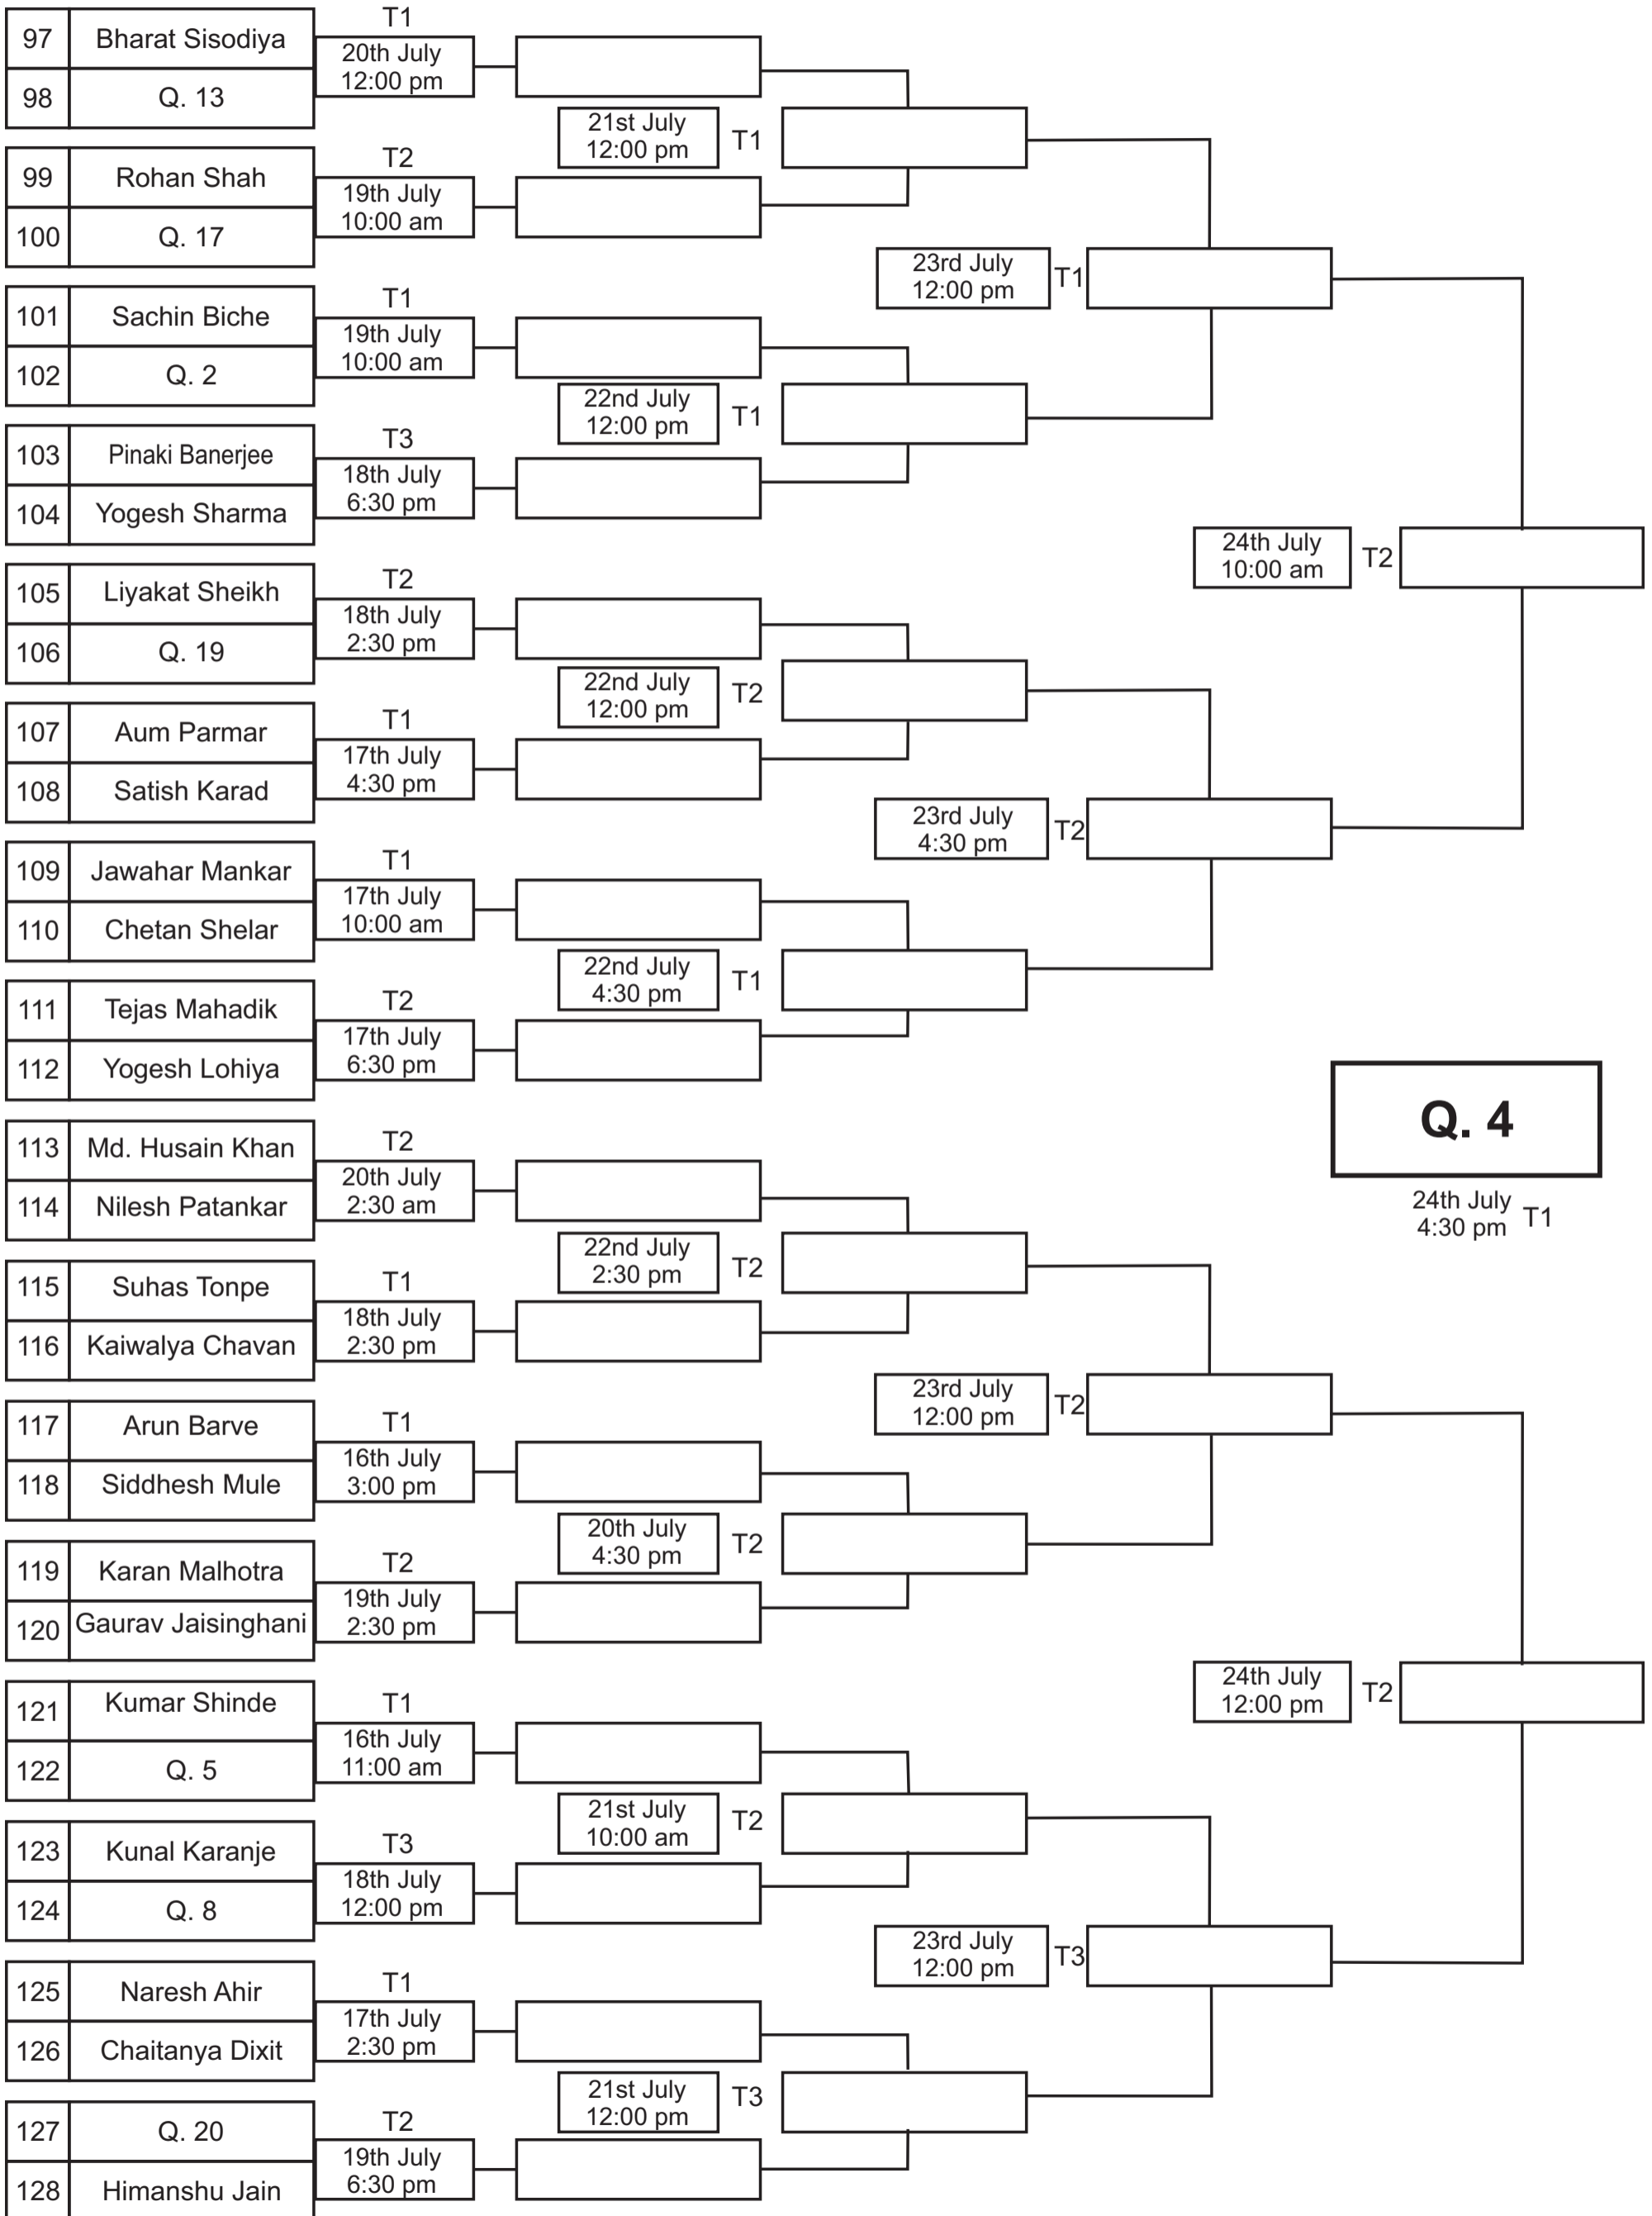 T1
97 Bharat Sisodiya
20th July
12:00 pm
98 Q. 13
21st July
12:00 pm
T1
T2
99 Rohan Shah
19th July
10:00 am
100 Q. 17
23rd July
12:00 pm
T1
T1
101 Sachin Biche
19th July
10:00 am
102 Q. 2
22nd July
12:00 pm
T1
T3
103 Pinaki Banerjee
18th July
6:30 pm
104 Yogesh Sharma
24th July
10:00 am
T2
T2
105 Liyakat Sheikh
18th July
2:30 pm
106 Q. 19
22nd July
12:00 pm
T2
T1
107 Aum Parmar
17th July
4:30 pm
108 Satish Karad
23rd July
4:30 pm
T2
T1
109 Jawahar Mankar
17th July
10:00 am
110 Chetan Shelar
22nd July
4:30 pm
T1
T2
111 Tejas Mahadik
17th July
6:30 pm
112 Yogesh Lohiya
Q. 4
24th July
4:30 pm
T1
T2
113 Md. Husain Khan
20th July
2:30 am
114 Nilesh Patankar
22nd July
2:30 pm
T2
T1
115 Suhas Tonpe
18th July
2:30 pm
116 Kaiwalya Chavan
23rd July
12:00 pm
T2
T1
117 Arun Barve
16th July
3:00 pm
118 Siddhesh Mule
20th July
4:30 pm
T2
T2
119 Karan Malhotra
19th July
2:30 pm
120 Gaurav Jaisinghani
24th July
12:00 pm
T2
T1
121 Kumar Shinde
16th July
11:00 am
122 Q. 5
21st July
10:00 am
T2
T3
123 Kunal Karanje
18th July
12:00 pm
124 Q. 8
23rd July
12:00 pm
T3
T1
125 Naresh Ahir
17th July
2:30 pm
126 Chaitanya Dixit
21st July
12:00 pm
T3
T2
127 Q. 20
19th July
6:30 pm
128 Himanshu Jain